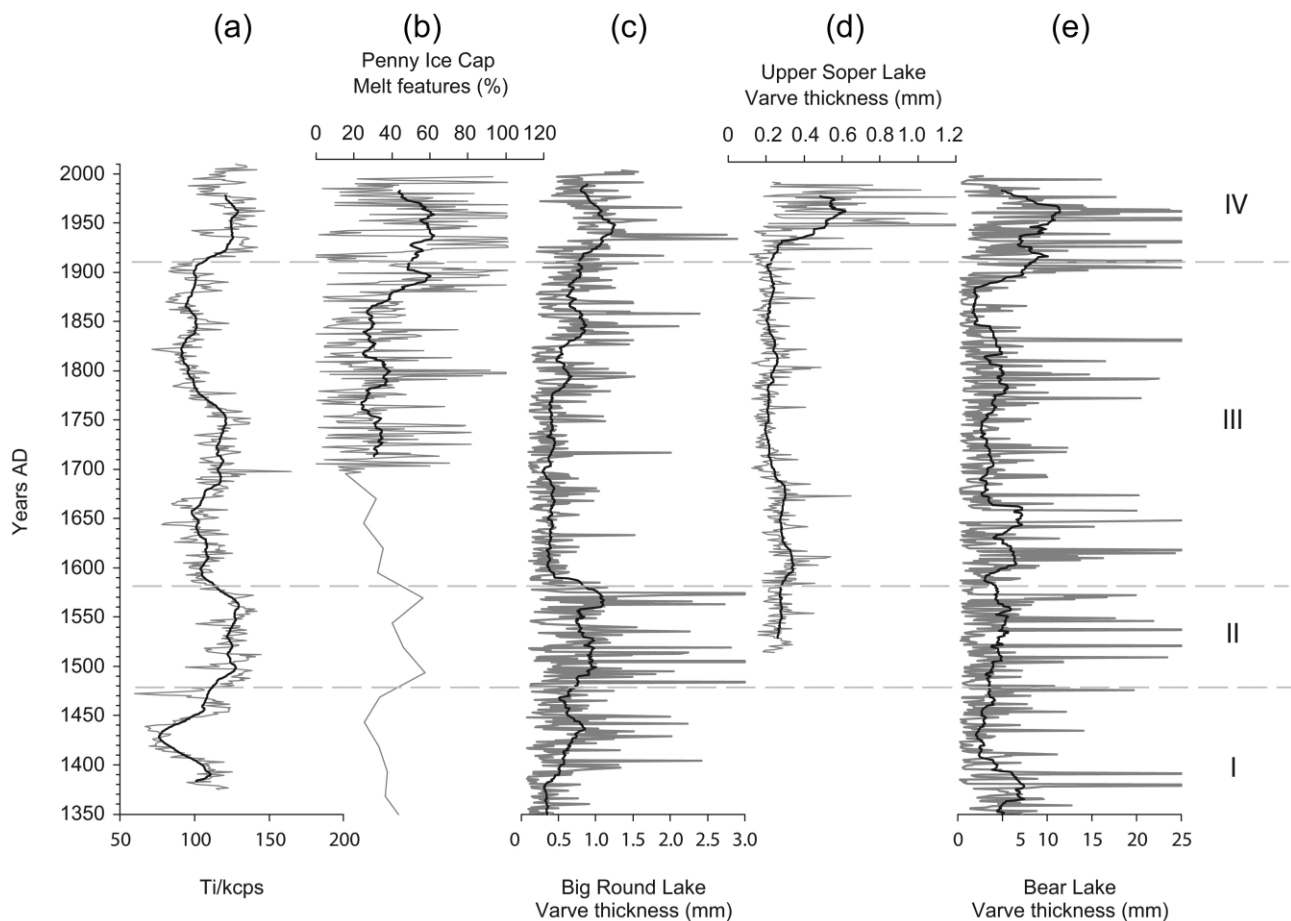 (a) (b) (c) (d) (e)
Penny Ice Cap
Melt features (%)
Upper Soper Lake
Varve thickness (mm)
0 20 40 60 80 100 120
0 0.2 0.4 0.6 0.8 1.0 1.2
2000
1950
1900
1850
1800
1750
1700
1650
1600
1550
1500
1450
1400
1350
Years AD
IV
III
II
I
50 100 150 200
0 0.5 1.0 1.5 2.0 2.5 3.0
0 5 10 15 20 25
Ti/kcps
Big Round Lake
Varve thickness (mm)
Bear Lake
Varve thickness (mm)